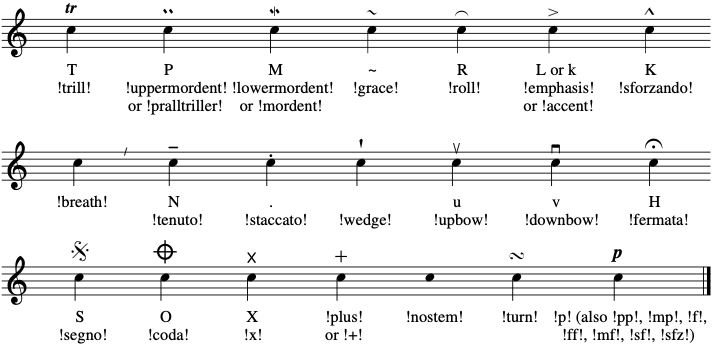 tr
T P M ~ R L or k K
!trill! !uppermordent! !lowermordent! !grace! !roll! !emphasis! !sforzando!
or !pralltriller! or !mordent! or !accent!
!breath! N . u v H
!tenuto! !staccato! !wedge! !upbow! !downbow! !fermata!
p
S O X !plus! !nostem! !turn! !p! (also !pp!, !mp!, !f!,
!segno! !coda! !x! or !+! !ff!, !mf!, !sf!, !sfz!)